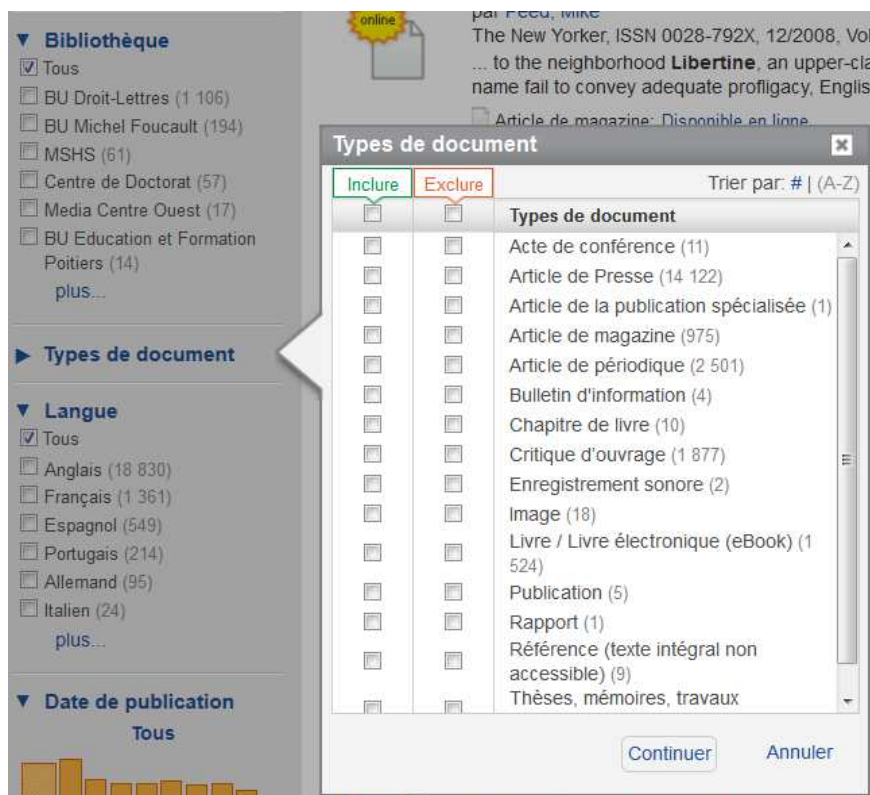 Bibliothèque
Tous
BU Droit-Lettres (1 106)
BU Michel Foucault (194)
MSHS (61)
Centre de Doctorat (57)
Media Centre Ouest (17)
BU Education et Formation
Poitiers (14)
plus...
Types de document
Langue
Tous
Anglais (18 830)
Français (1 361)
Espagnol (549)
Portugais (214)
Allemand (95)
Italien (24)
plus...
Date de publication
Tous
online
par Peed, Mike
The New Yorker, ISSN 0028-792X, 12/2008, Vol
... to the neighborhood Libertine, an upper-cla
name fail to convey adequate profligacy, Englis
Article de magazine: Disponible en ligne
Types de document
Inclure Exclure Trier par: # | (A-Z)
Types de document
Acte de conférence (11)
Article de Presse (14 122)
Article de la publication spécialisée (1)
Article de magazine (975)
Article de périodique (2 501)
Bulletin d'information (4)
Chapitre de livre (10)
Critique d’ouvrage (1 877)
Enregistrement sonore (2)
Image (18)
Livre / Livre électronique (eBook) (1
524)
Publication (5)
Rapport (1)
Référence (texte intégral non
accessible) (9)
Thèses, mémoires, travaux
Continuer Annuler